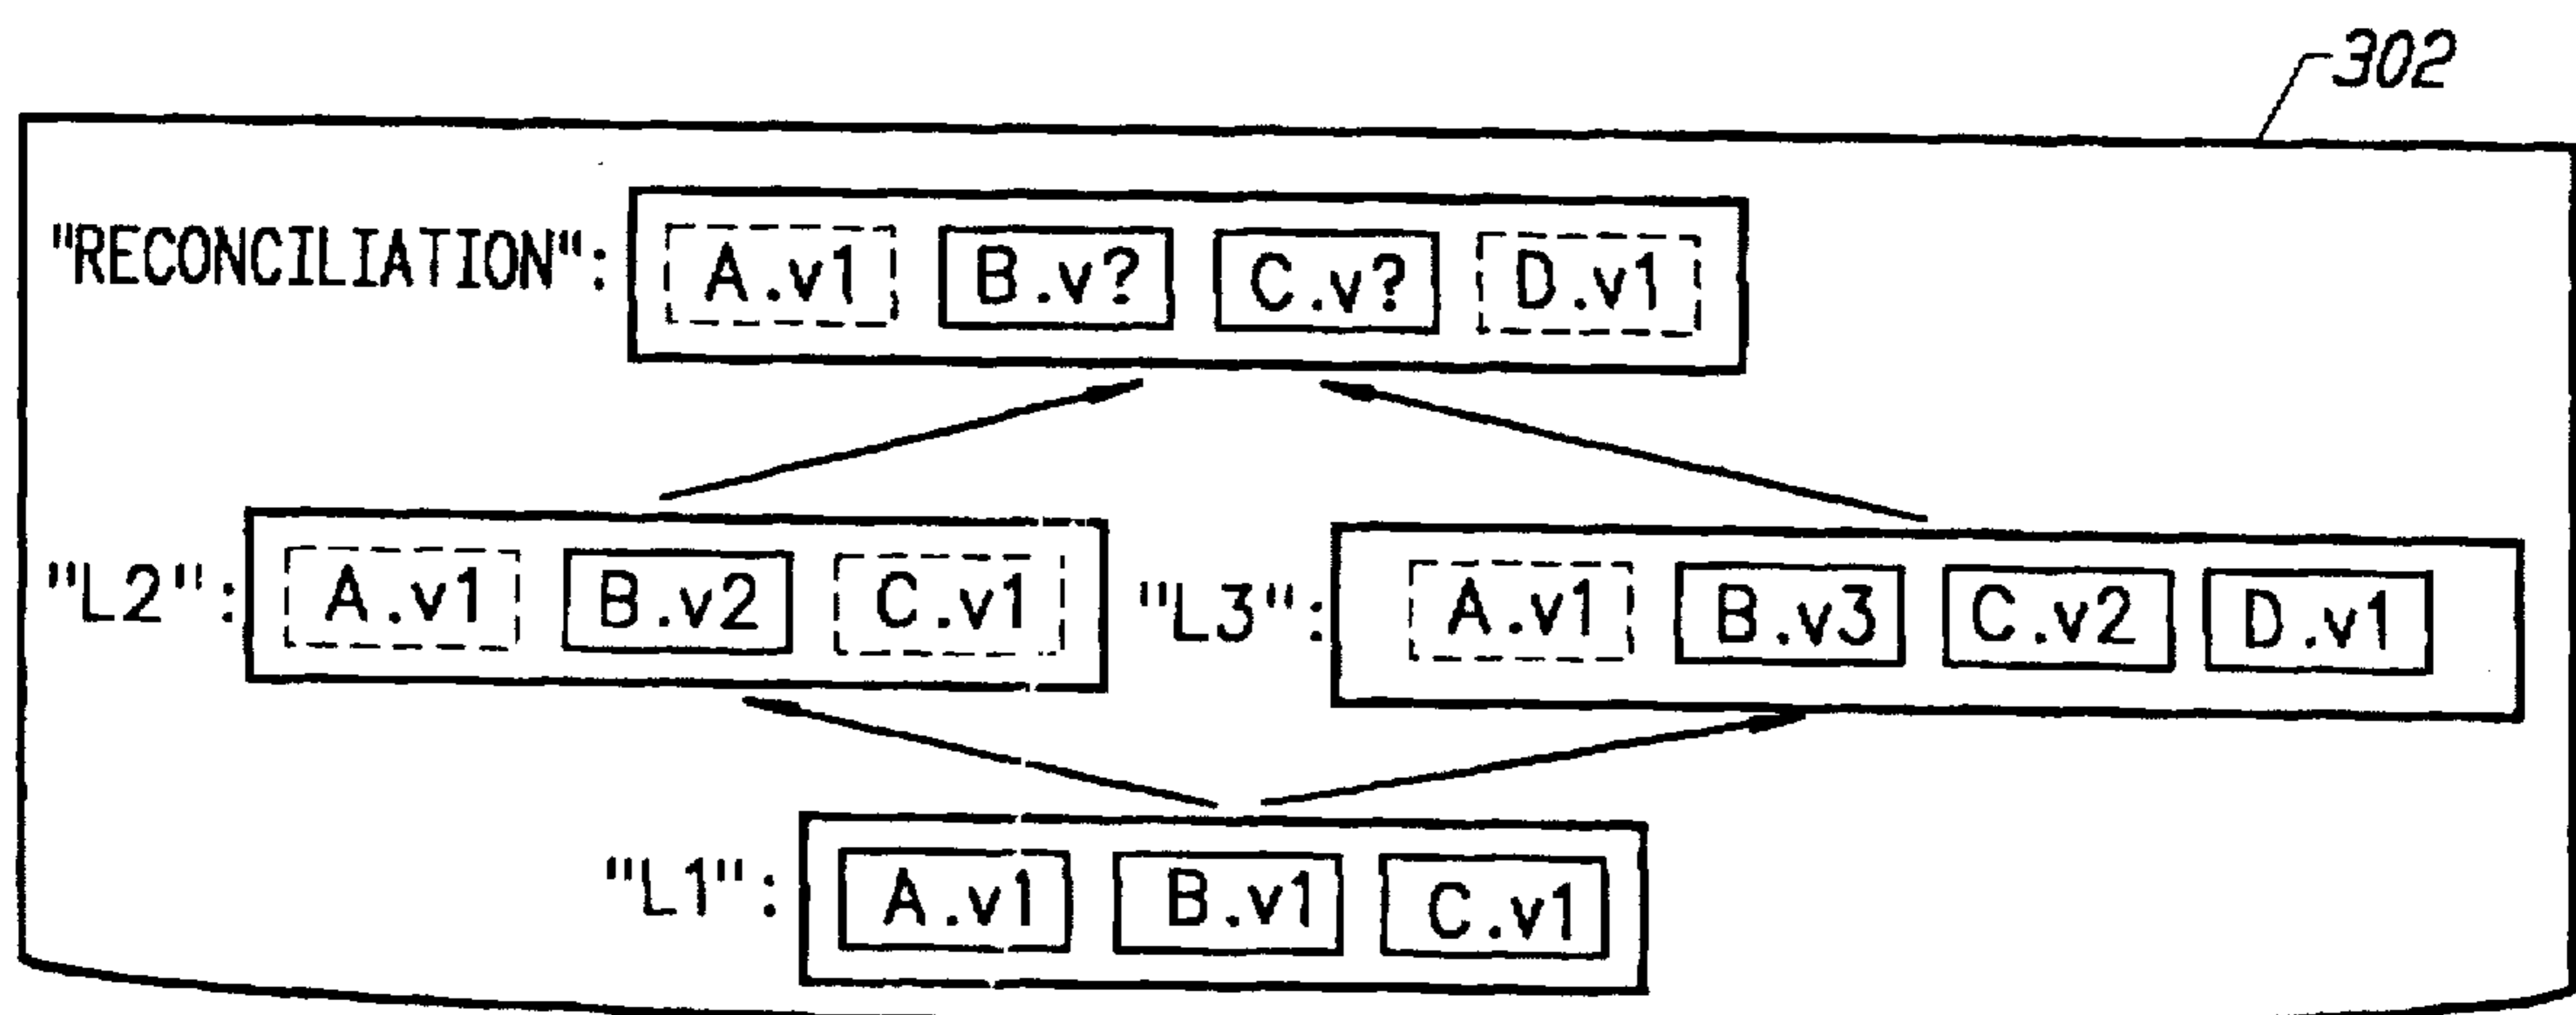 302
"RECONCILIATION": A.v1 B.v? C.v? D.v1
"L2": A.v1 B.v2 C.v1 "L3": A.v1 B.v3 C.v2 D.v1
"L1": A.v1 B.v1 C.v1